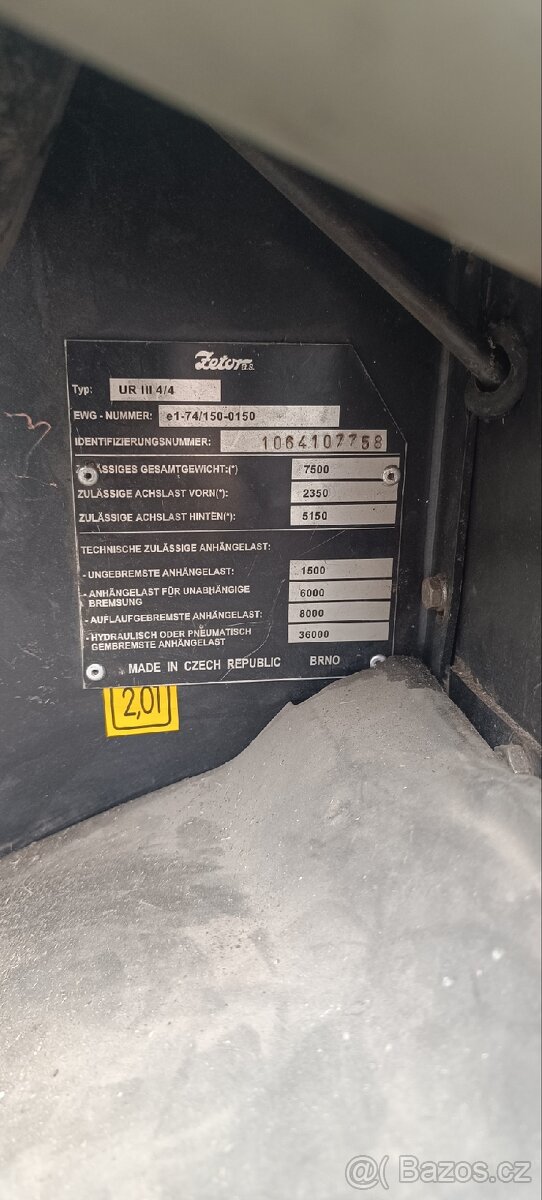 Zetor a.s.
Typ: UR III 4/4
EWG - NUMMER: e1-74/150-0150
IDENTIFIZIERUNGSNUMMER: 1064107758
ZULÄSSIGES GESAMTGEWICHT:(*) 7500
ZULÄSSIGE ACHSLAST VORN(*): 2350
ZULÄSSIGE ACHSLAST HINTEN(*): 5150
TECHNISCHE ZULÄSSIGE ANHÄNGELAST:
- UNGEBREMSTE ANHÄNGELAST: 1500
- ANHÄNGELAST FÜR UNABHÄNGIGE 6000
BREMSUNG
- AUFLAUFGEBREMSTE ANHÄNGELAST: 8000
- HYDRAULISCH ODER PNEUMATISCH 36000
GEMBREMSTE ANHÄNGELAST
MADE IN CZECH REPUBLIC BRNO
2,0l
Bazos.cz